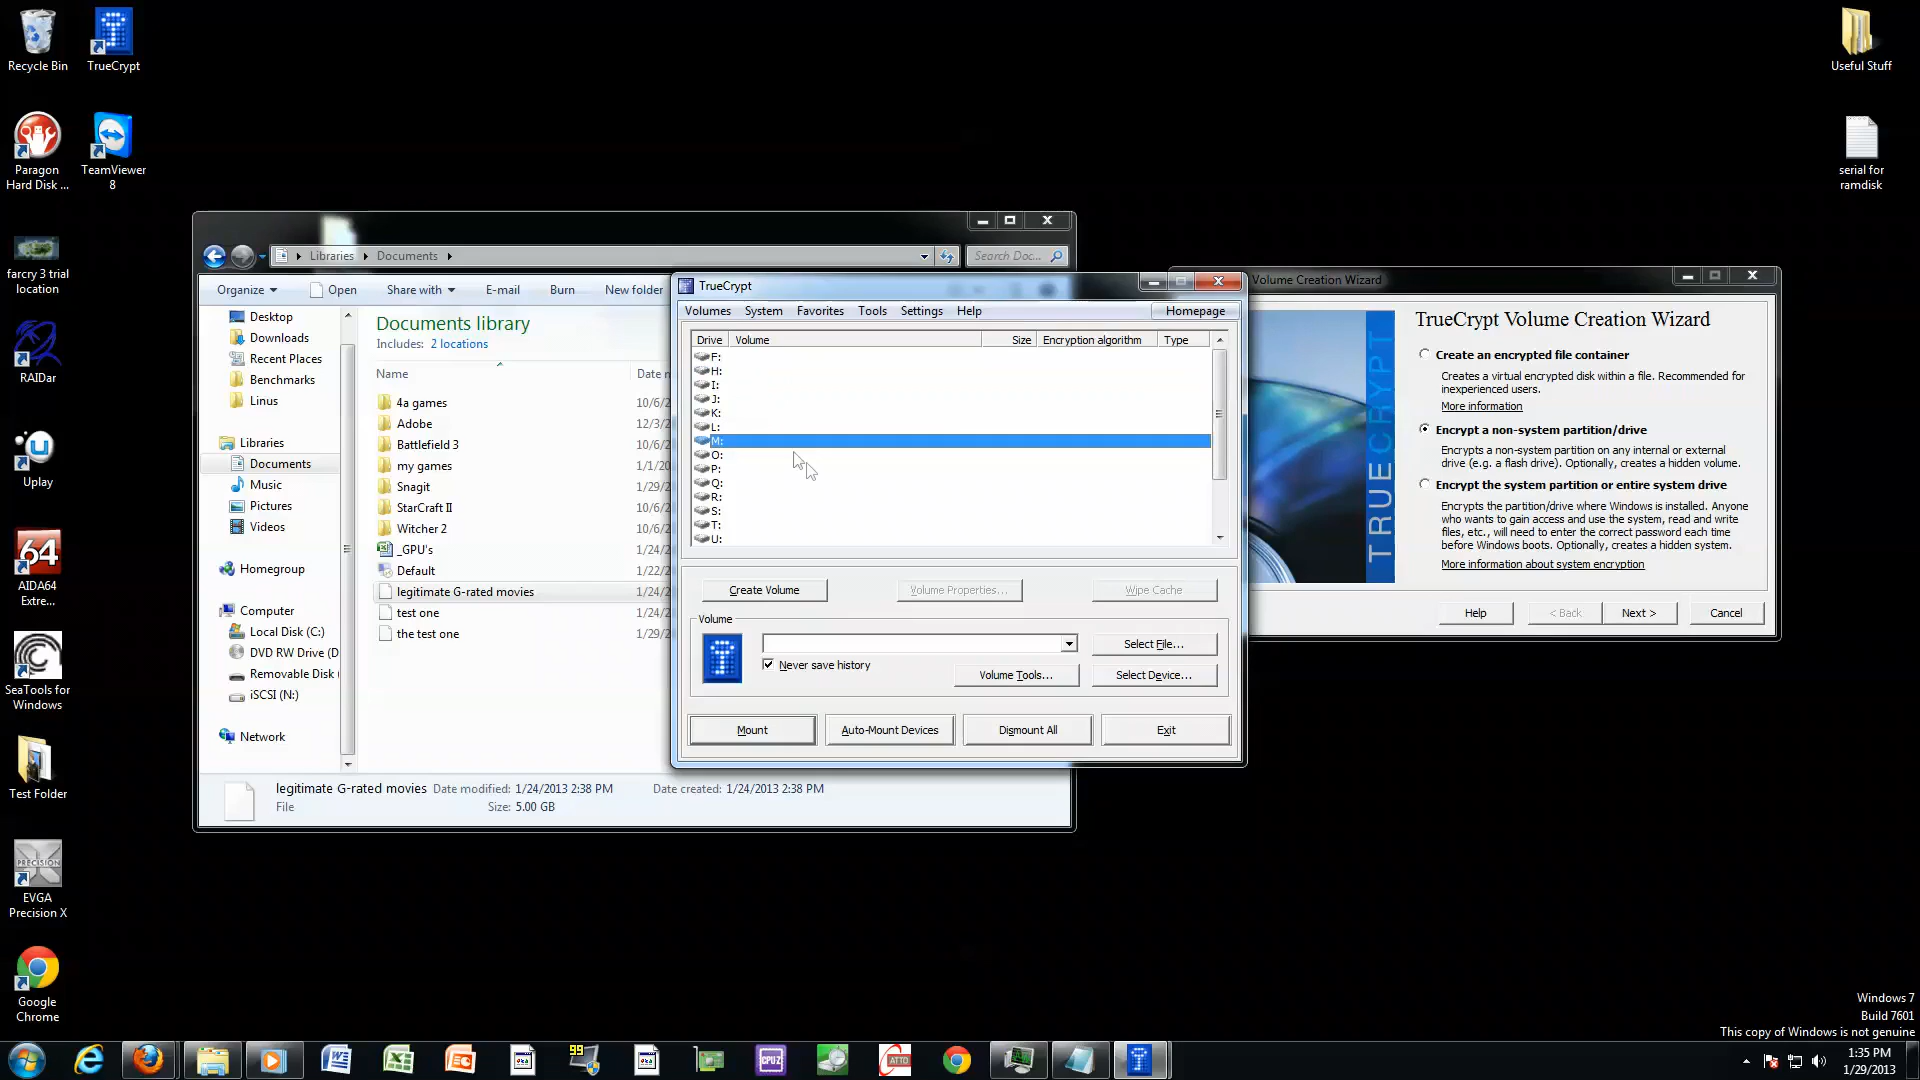 Recycle Bin
TrueCrypt
Paragon
Hard Disk ...
TeamViewer
8
farcry 3 trial
location
RAIDar
Uplay
64
AIDA64
Extre...
SeaTools for
Windows
Test Folder
PRECISION
EVGA
Precision X
Google
Chrome
Useful Stuff
serial for
ramdisk
Libraries
Documents
Search Doc...
Organize
Open
Share with
E-mail
Burn
New folder
Desktop
Downloads
Recent Places
Benchmarks
Linus
Libraries
Documents
Music
Pictures
Videos
Homegroup
Computer
Local Disk (C:)
DVD RW Drive (D
Removable Disk (
iSCSI (N:)
Network
Documents library
Includes: 2 locations
Name
Date n
4a games 10/6/2
Adobe 12/3/2
Battlefield 3 10/6/2
my games 1/1/20
Snagit 1/29/2
StarCraft II 10/6/2
Witcher 2 10/6/2
_GPU's 1/24/2
Default 1/22/2
legitimate G-rated movies 1/24/2
test one 1/24/2
the test one 1/29/2
legitimate G-rated movies Date modified: 1/24/2013 2:38 PM Date created: 1/24/2013 2:38 PM
File Size: 5.00 GB
TrueCrypt
Volumes System Favorites Tools Settings Help Homepage
Drive Volume Size Encryption algorithm Type
F:
H:
I:
J:
K:
L:
M:
O:
P:
Q:
R:
S:
T:
U:
Create Volume Volume Properties... Wipe Cache
Volume
Select File...
Never save history
Volume Tools... Select Device...
Mount Auto-Mount Devices Dismount All Exit
Volume Creation Wizard
TRUECRYPT
TrueCrypt Volume Creation Wizard
Create an encrypted file container
Creates a virtual encrypted disk within a file. Recommended for
inexperienced users.
More information
Encrypt a non-system partition/drive
Encrypts a non-system partition on any internal or external
drive (e.g. a flash drive). Optionally, creates a hidden volume.
Encrypt the system partition or entire system drive
Encrypts the partition/drive where Windows is installed. Anyone
who wants to gain access and use the system, read and write
files, etc., will need to enter the correct password each time
before Windows boots. Optionally, creates a hidden system.
More information about system encryption
Help < Back Next > Cancel
Windows 7
Build 7601
This copy of Windows is not genuine
99
CPU-Z
ATTO
1:35 PM
1/29/2013